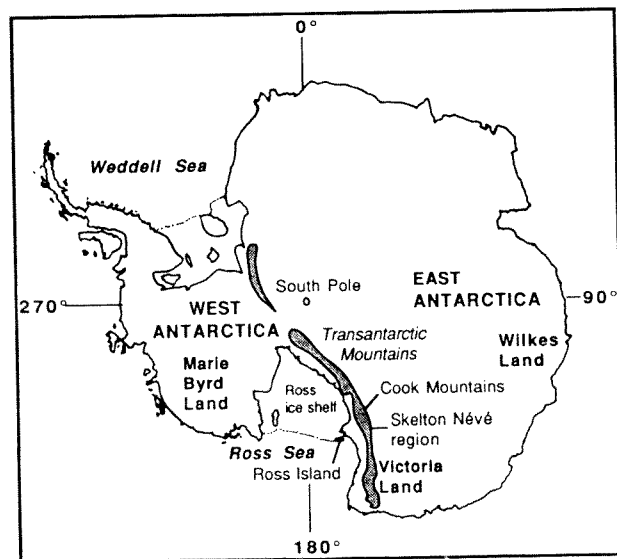 0°
Weddell Sea
South Pole
EAST
ANTARCTICA
270°
90°
WEST
ANTARCTICA
Transantarctic
Mountains
Wilkes
Land
Marie
Byrd
Land
Ross
ice shelf
Cook Mountains
Skelton Névé
region
Ross Sea
Ross Island
Victoria
Land
180°